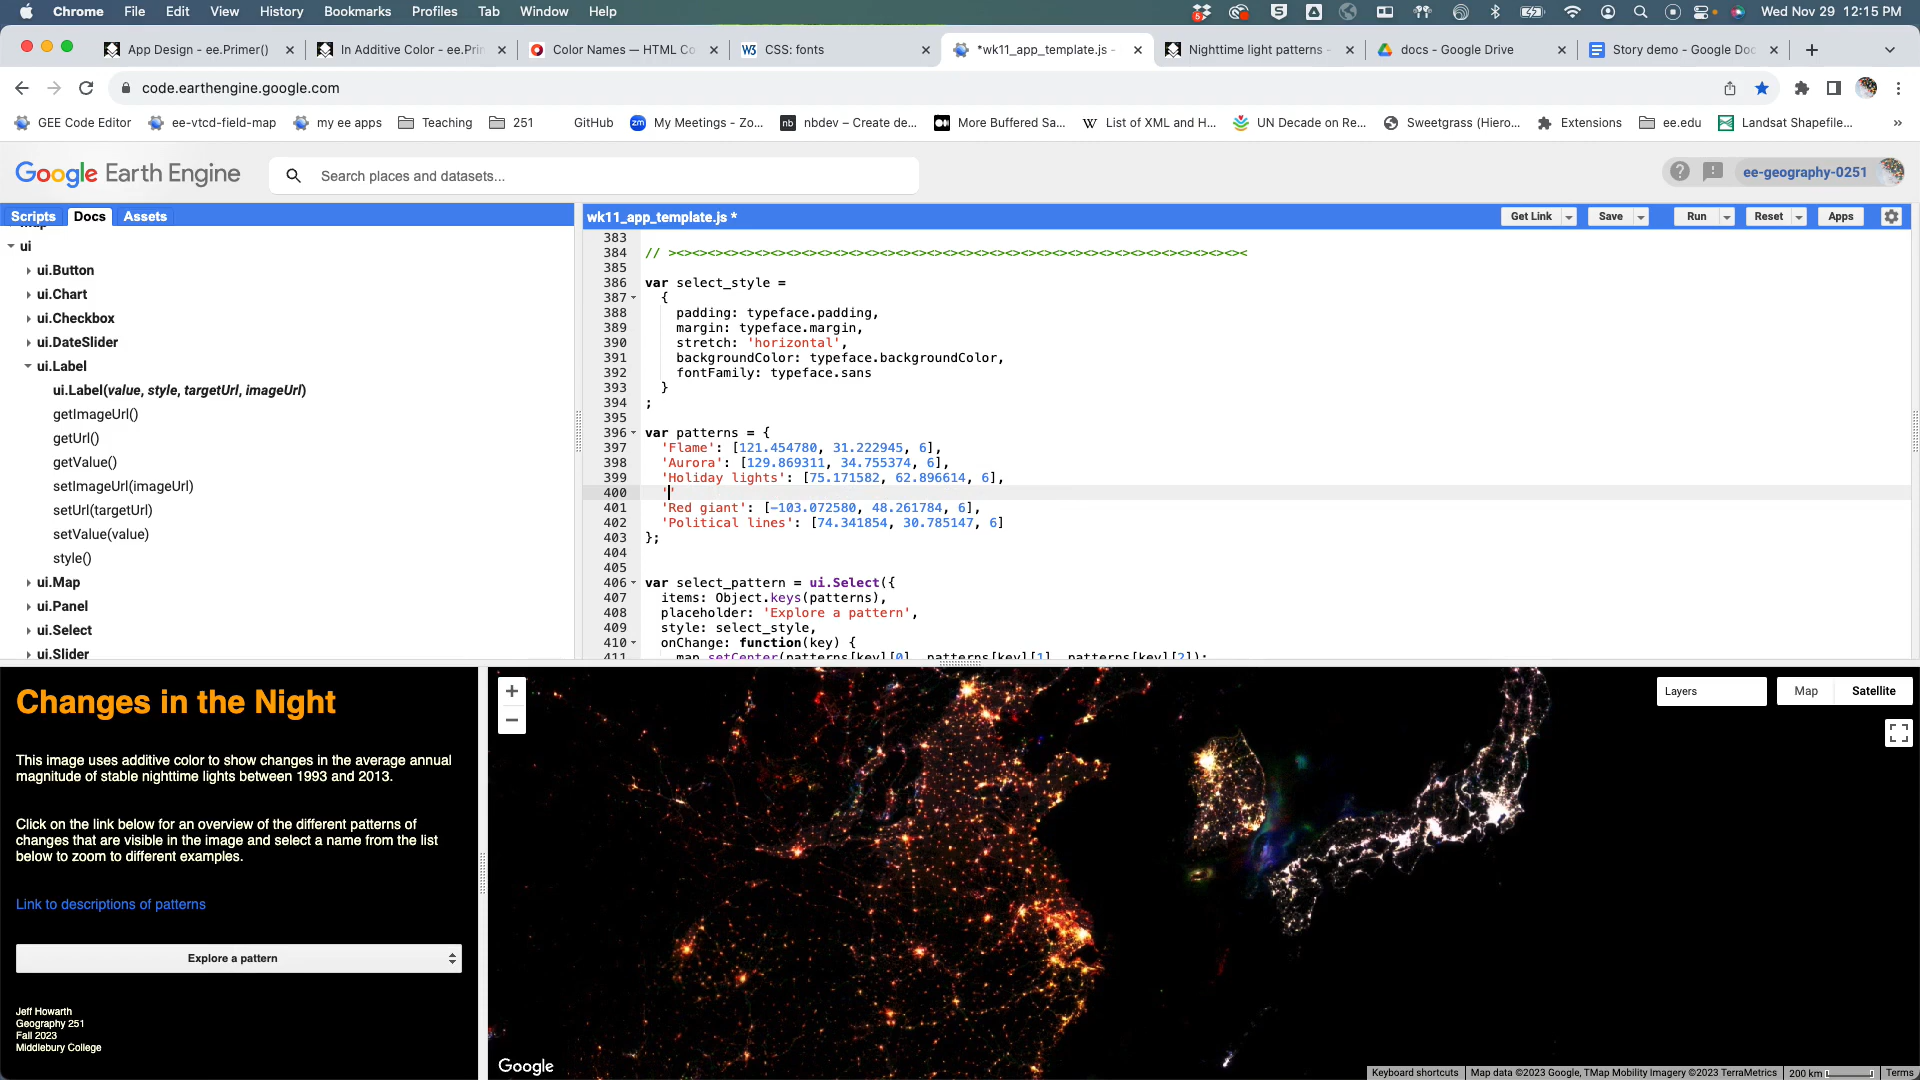 Chrome File Edit View History Bookmarks Profiles Tab Window Help Wed Nov 29 12:15 PM
App Design - ee.Primer() In Additive Color - ee.Prin Color Names — HTML Co CSS: fonts *wk11_app_template.js - Nighttime light patterns - docs - Google Drive Story demo - Google Doc
code.earthengine.google.com
GEE Code Editor ee-vtcd-field-map my ee apps Teaching 251 GitHub My Meetings - Zo... nbdev – Create de... More Buffered Sa... List of XML and H... UN Decade on Re... Sweetgrass (Hiero... Extensions ee.edu Landsat Shapefile... »
Google Earth Engine Search places and datasets... ee-geography-0251
Scripts Docs Assets
ui
ui.Button
ui.Chart
ui.Checkbox
ui.DateSlider
ui.Label
ui.Label(value, style, targetUrl, imageUrl)
getImageUrl()
getUrl()
getValue()
setImageUrl(imageUrl)
setUrl(targetUrl)
setValue(value)
style()
ui.Map
ui.Panel
ui.Select
ui.Slider
wk11_app_template.js * Get Link Save Run Reset Apps
383
384 // ><><><><><><><><><><><><><><><><><><><><><><><><><><><><><><><><><><><><><
385
386 var select_style =
387 {
388 padding: typeface.padding,
389 margin: typeface.margin,
390 stretch: 'horizontal',
391 backgroundColor: typeface.backgroundColor,
392 fontFamily: typeface.sans
393 }
394 ;
395
396 var patterns = {
397 'Flame': [121.454780, 31.222945, 6],
398 'Aurora': [129.869311, 34.755374, 6],
399 'Holiday lights': [75.171582, 62.896614, 6],
400 ''
401 'Red giant': [-103.072580, 48.261784, 6],
402 'Political lines': [74.341854, 30.785147, 6]
403 };
404
405
406 var select_pattern = ui.Select({
407 items: Object.keys(patterns),
408 placeholder: 'Explore a pattern',
409 style: select_style,
410 onChange: function(key) {
411 map.setCenter(patterns[key][0], patterns[key][1], patterns[key][2]);
Changes in the Night
This image uses additive color to show changes in the average annual
magnitude of stable nighttime lights between 1993 and 2013.
Click on the link below for an overview of the different patterns of
changes that are visible in the image and select a name from the list
below to zoom to different examples.
Link to descriptions of patterns
Explore a pattern
Jeff Howarth
Geography 251
Fall 2023
Middlebury College
+
−
Layers Map Satellite
Google
Keyboard shortcuts Map data ©2023 Google, TMap Mobility Imagery ©2023 TerraMetrics 200 km Terms